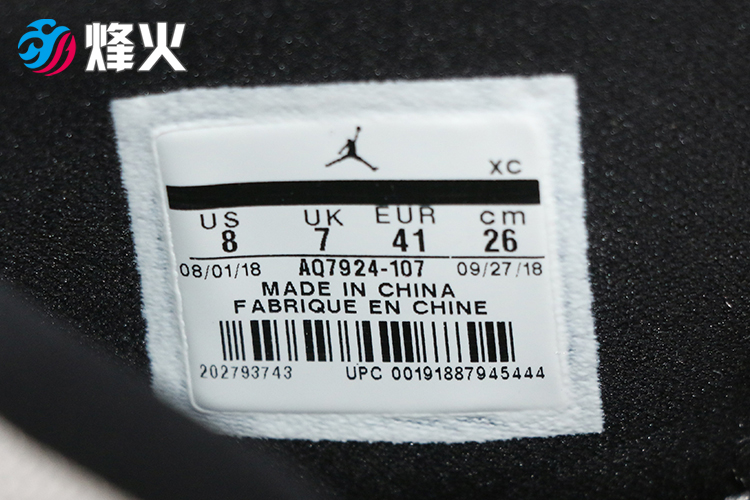 烽火
XC
US UK EUR cm
8 7 41 26
08/01/18 AQ7924-107 09/27/18
MADE IN CHINA
FABRIQUE EN CHINE
202793743 UPC 00191887945444